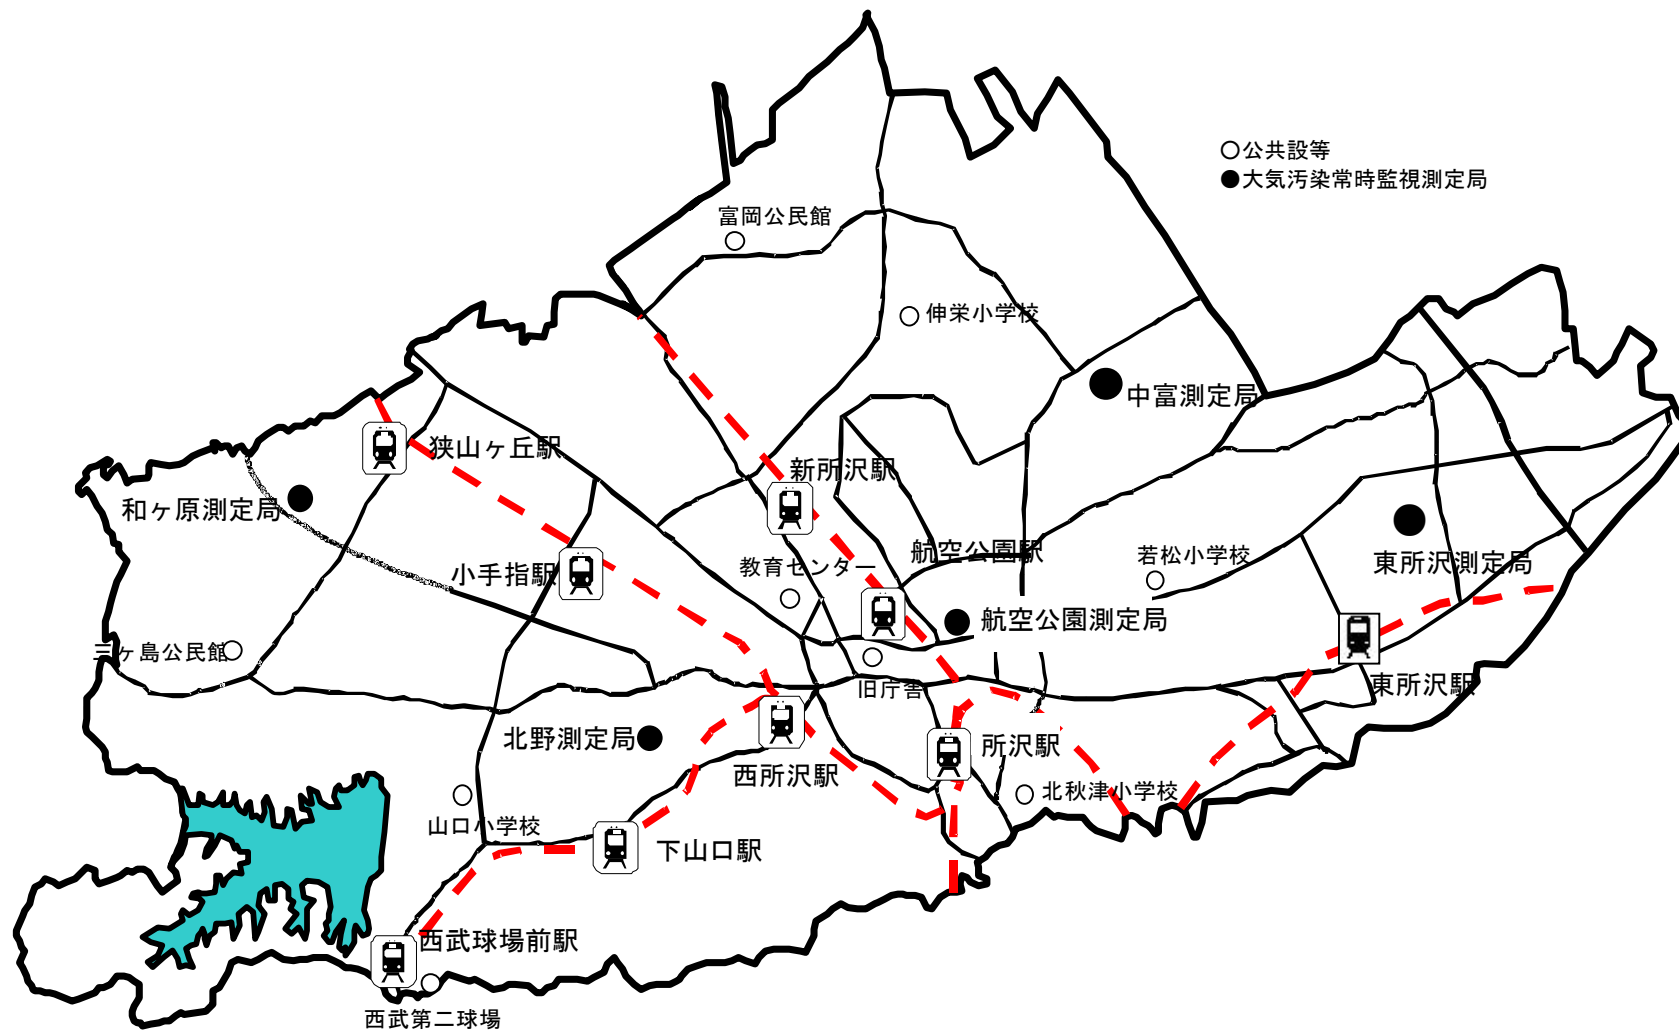 ○公共設等
●大気汚染常時監視測定局
富岡公民館
伸栄小学校
中富測定局
狭山ヶ丘駅
新所沢駅
和ヶ原測定局
航空公園駅
若松小学校
東所沢測定局
教育センター
小手指駅
航空公園測定局
三ヶ島公民館
旧庁舎
東所沢駅
北野測定局
所沢駅
西所沢駅
北秋津小学校
山口小学校
下山口駅
西武球場前駅
西武第二球場